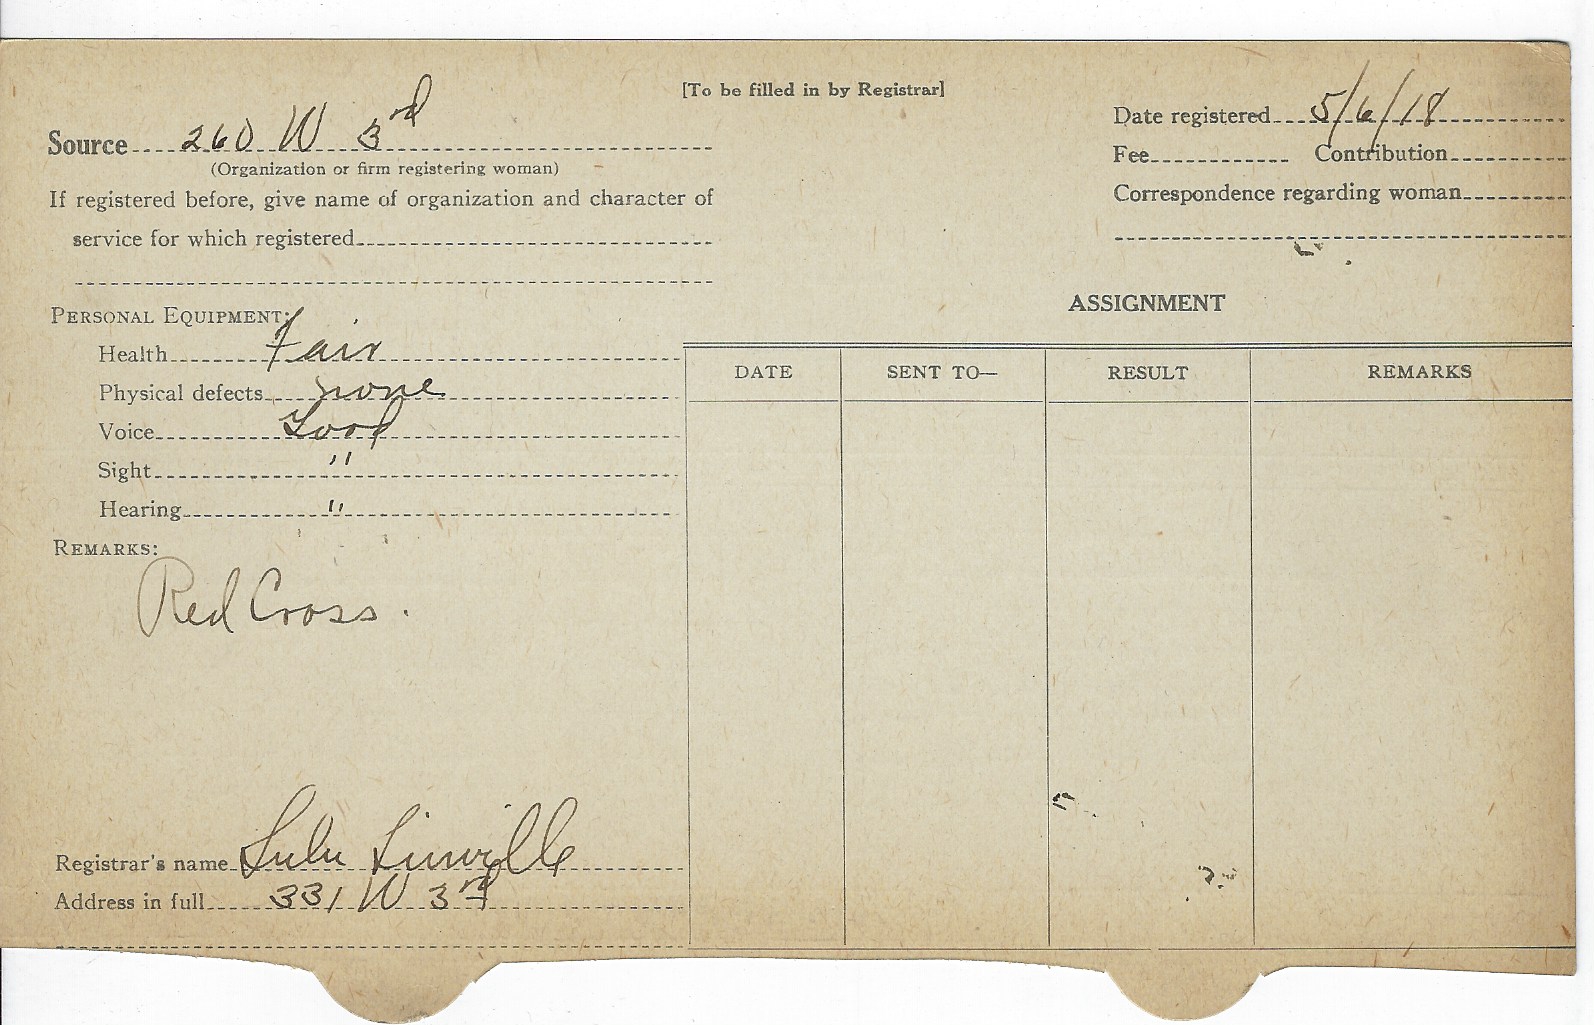 [To be filled in by Registrar]
Source 260 W 3rd
(Organization or firm registering woman)
If registered before, give name of organization and character of
service for which registered
Date registered 5/6/18
Fee Contribution
Correspondence regarding woman
PERSONAL EQUIPMENT:
Health Fair
Physical defects none
Voice Good
Sight "
Hearing "
REMARKS:
Red Cross.
Registrar's name Lulu Linville
Address in full 331 W 3rd
ASSIGNMENT
DATE SENT TO— RESULT REMARKS